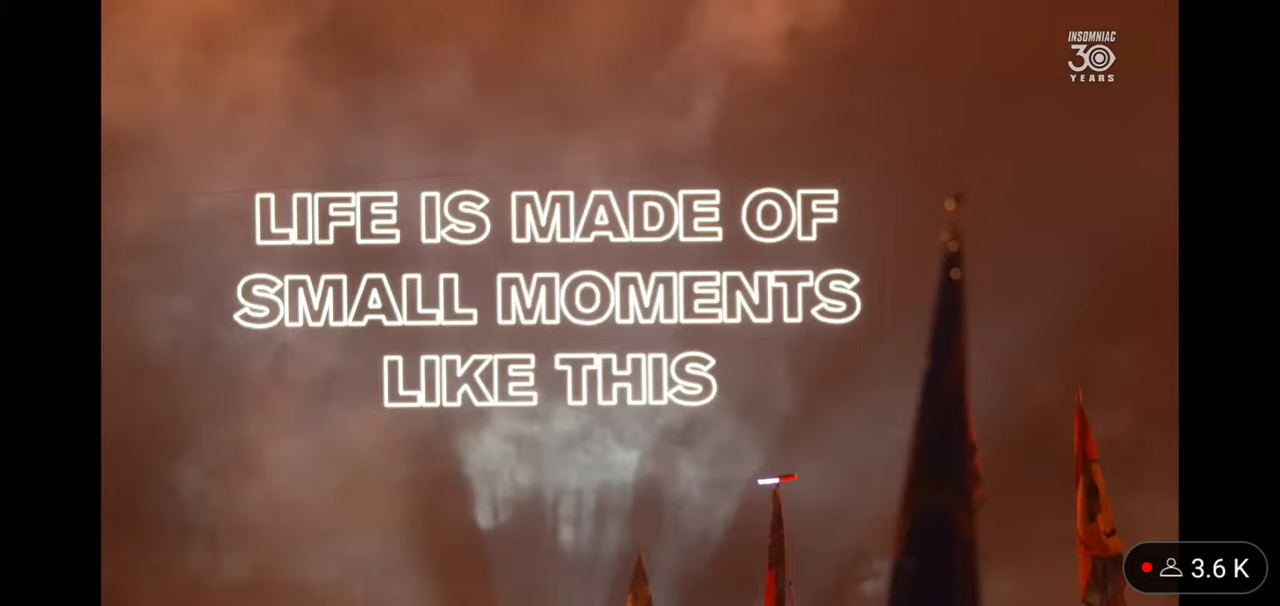 INSOMNIAC
30
YEARS
LIFE IS MADE OF
SMALL MOMENTS
LIKE THIS
3.6 K